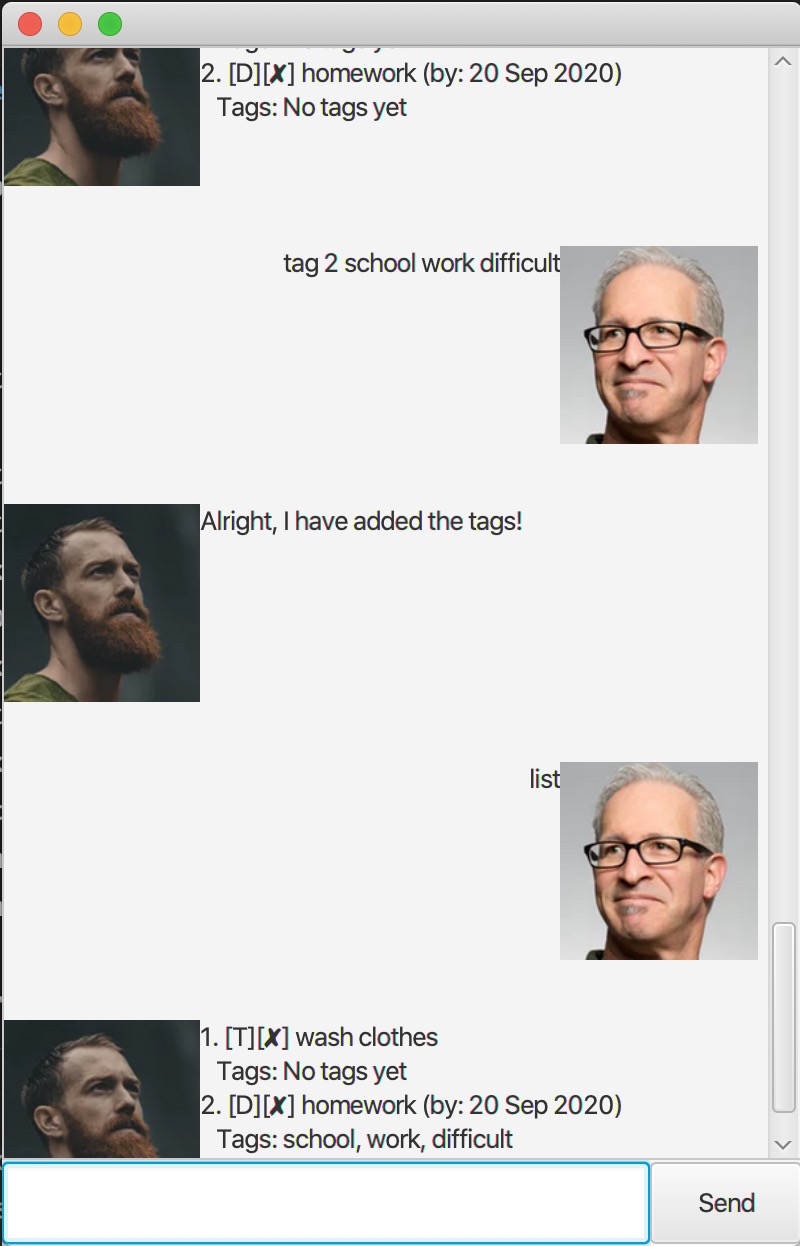 2. [D][✘] homework (by: 20 Sep 2020)
Tags: No tags yet
tag 2 school work difficult
Alright, I have added the tags!
list
1. [T][✘] wash clothes
Tags: No tags yet
2. [D][✘] homework (by: 20 Sep 2020)
Tags: school, work, difficult
Send